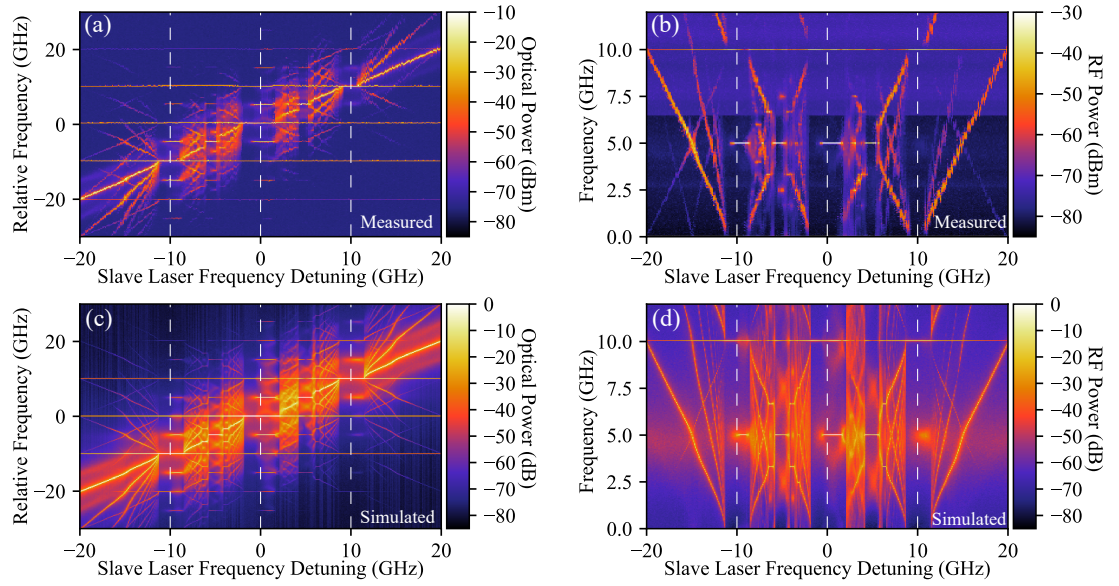 (a)
20
0
−20
Relative Frequency (GHz)
Measured
−20 −10 0 10 20
Slave Laser Frequency Detuning (GHz)
−10
−20
−30
−40
−50
−60
−70
−80
Optical Power (dBm)
(b)
10.0
7.5
5.0
2.5
0.0
Frequency (GHz)
Measured
−20 −10 0 10 20
Slave Laser Frequency Detuning (GHz)
−30
−40
−50
−60
−70
−80
RF Power (dBm)
(c)
20
0
−20
Relative Frequency (GHz)
Simulated
−20 −10 0 10 20
Slave Laser Frequency Detuning (GHz)
0
−10
−20
−30
−40
−50
−60
−70
−80
Optical Power (dB)
(d)
10.0
7.5
5.0
2.5
0.0
Frequency (GHz)
Simulated
−20 −10 0 10 20
Slave Laser Frequency Detuning (GHz)
0
−10
−20
−30
−40
−50
−60
−70
−80
RF Power (dB)